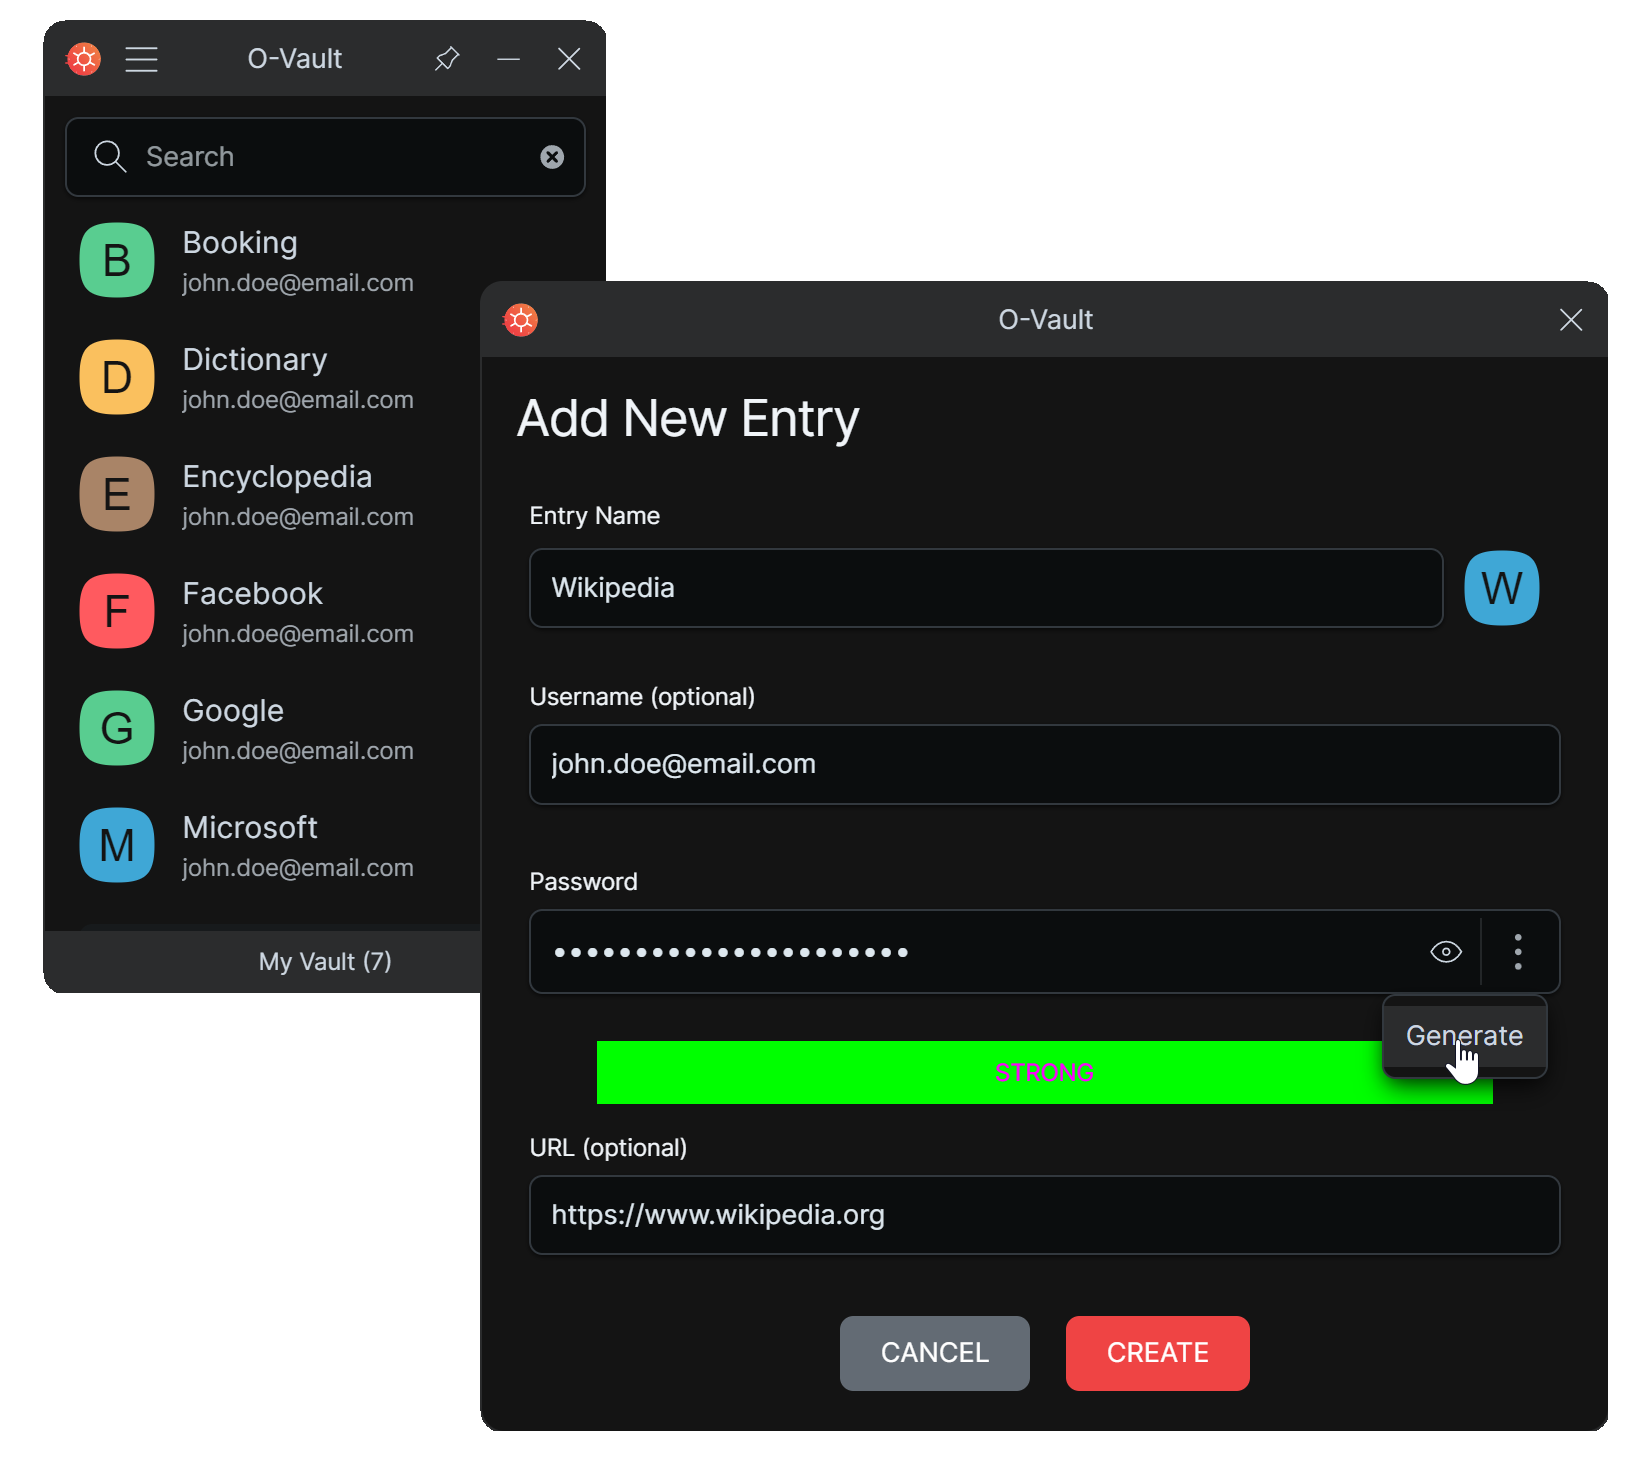 O-Vault
Search
B
Booking
john.doe@email.com
D
Dictionary
john.doe@email.com
E
Encyclopedia
john.doe@email.com
F
Facebook
john.doe@email.com
G
Google
john.doe@email.com
M
Microsoft
john.doe@email.com
My Vault (7)
O-Vault
Add New Entry
Entry Name
Wikipedia
W
Username (optional)
john.doe@email.com
Password
Generate
STRONG
URL (optional)
https://www.wikipedia.org
CANCEL
CREATE